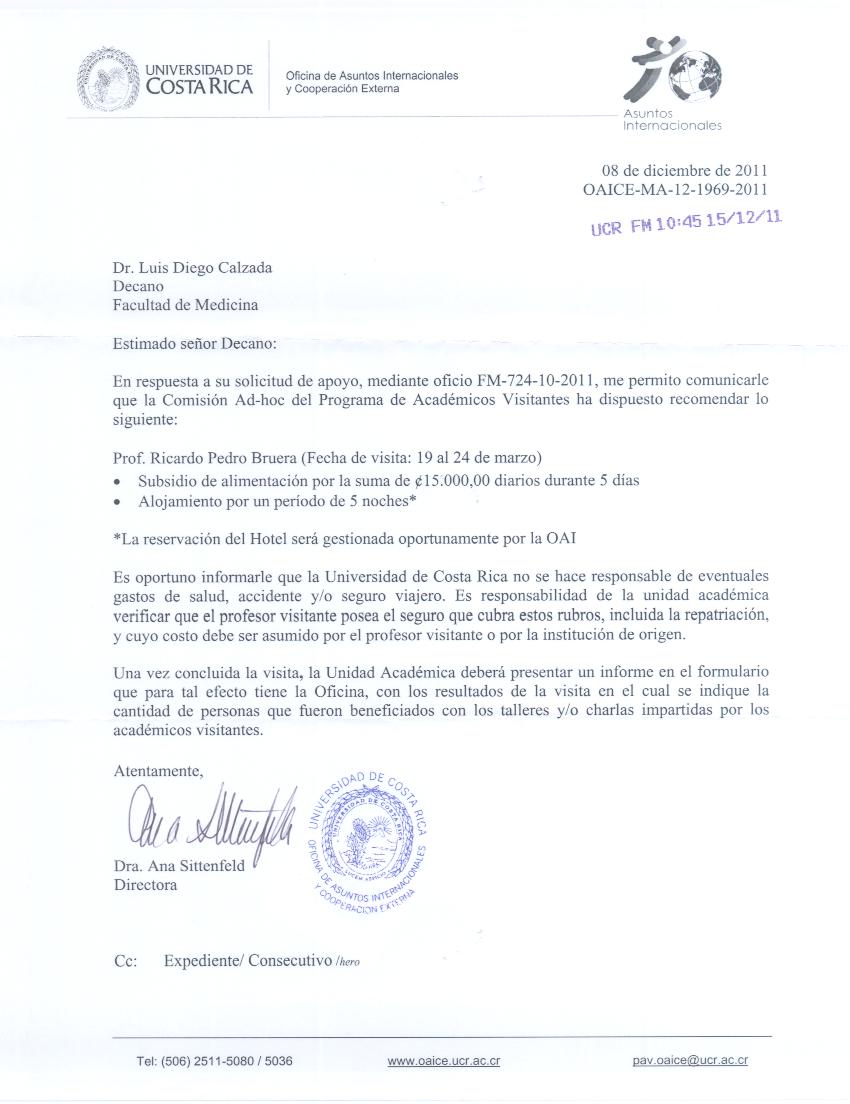 UNIVERSIDAD DE
COSTA RICA
Oficina de Asuntos Internacionales
y Cooperación Externa
Asuntos
Internacionales
08 de diciembre de 2011
OAICE-MA-12-1969-2011
UCR FM 10:45 15/12/11
Dr. Luis Diego Calzada
Decano
Facultad de Medicina
Estimado señor Decano:
En respuesta a su solicitud de apoyo, mediante oficio FM-724-10-2011, me permito comunicarle
que la Comisión Ad-hoc del Programa de Académicos Visitantes ha dispuesto recomendar lo
siguiente:
Prof. Ricardo Pedro Bruera (Fecha de visita: 19 al 24 de marzo)
• Subsidio de alimentación por la suma de ¢15.000,00 diarios durante 5 días
• Alojamiento por un período de 5 noches*
*La reservación del Hotel será gestionada oportunamente por la OAI
Es oportuno informarle que la Universidad de Costa Rica no se hace responsable de eventuales
gastos de salud, accidente y/o seguro viajero. Es responsabilidad de la unidad académica
verificar que el profesor visitante posea el seguro que cubra estos rubros, incluida la repatriación,
y cuyo costo debe ser asumido por el profesor visitante o por la institución de origen.
Una vez concluida la visita, la Unidad Académica deberá presentar un informe en el formulario
que para tal efecto tiene la Oficina, con los resultados de la visita en el cual se indique la
cantidad de personas que fueron beneficiados con los talleres y/o charlas impartidas por los
académicos visitantes.
Atentamente,
Ana Sittenfeld
UNIVERSIDAD DE COSTA RICA
OFICINA DE ASUNTOS INTERNACIONALES
Y COOPERACION EXTERNA
Dra. Ana Sittenfeld
Directora
Cc: Expediente/ Consecutivo /hero
Tel: (506) 2511-5080 / 5036 www.oaice.ucr.ac.cr pav.oaice@ucr.ac.cr